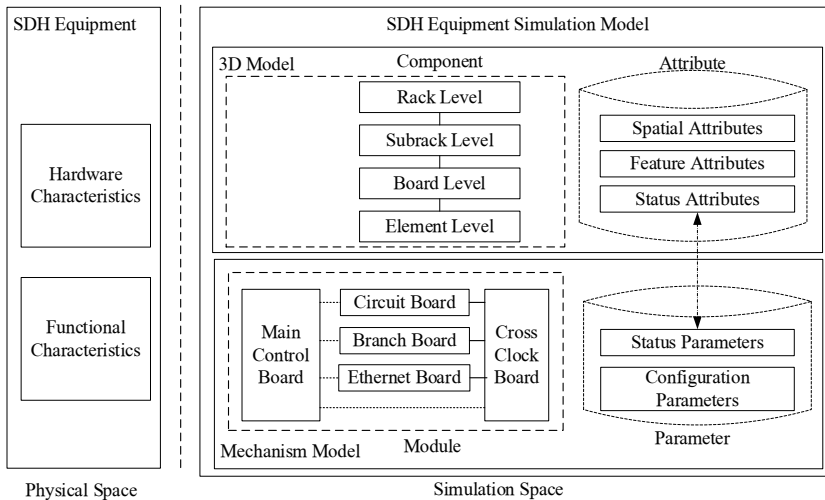 SDH Equipment
Hardware
Characteristics
Functional
Characteristics
Physical Space
SDH Equipment Simulation Model
3D Model
Component
Rack Level
Subrack Level
Board Level
Element Level
Attribute
Spatial Attributes
Feature Attributes
Status Attributes
Main
Control
Board
Circuit Board
Branch Board
Ethernet Board
Cross
Clock
Board
Mechanism Model
Module
Status Parameters
Configuration
Parameters
Parameter
Simulation Space